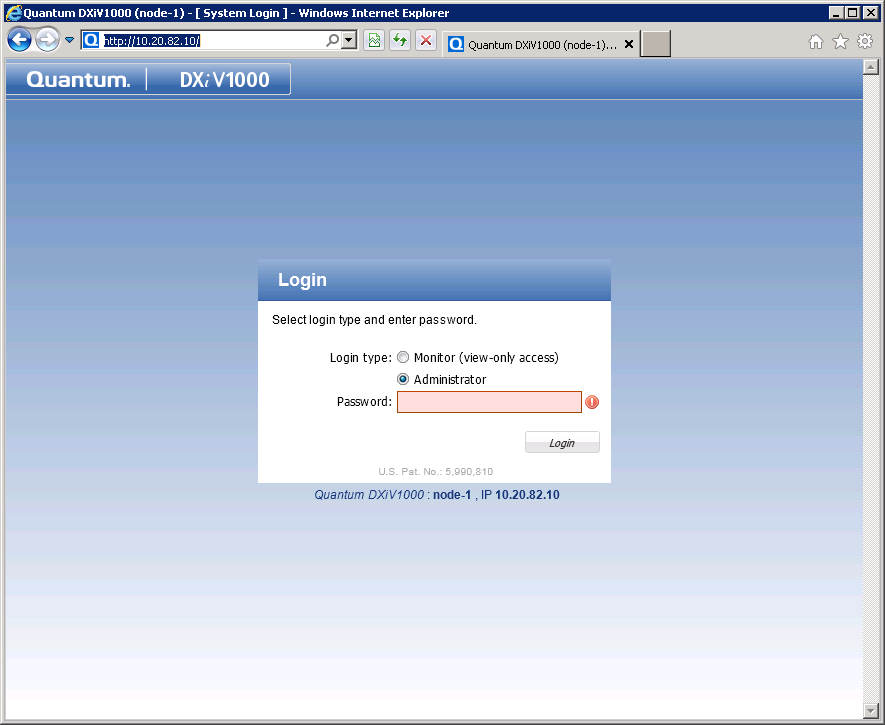 Quantum DXiV1000 (node-1) - [ System Login ] - Windows Internet Explorer
http://10.20.82.10/
Quantum DXiV1000 (node-1)...
Quantum. DXi V1000
Login
Select login type and enter password.
Login type: Monitor (view-only access)
Administrator
Password:
Login
U.S. Pat. No.: 5,990,810
Quantum DXiV1000 : node-1 , IP 10.20.82.10